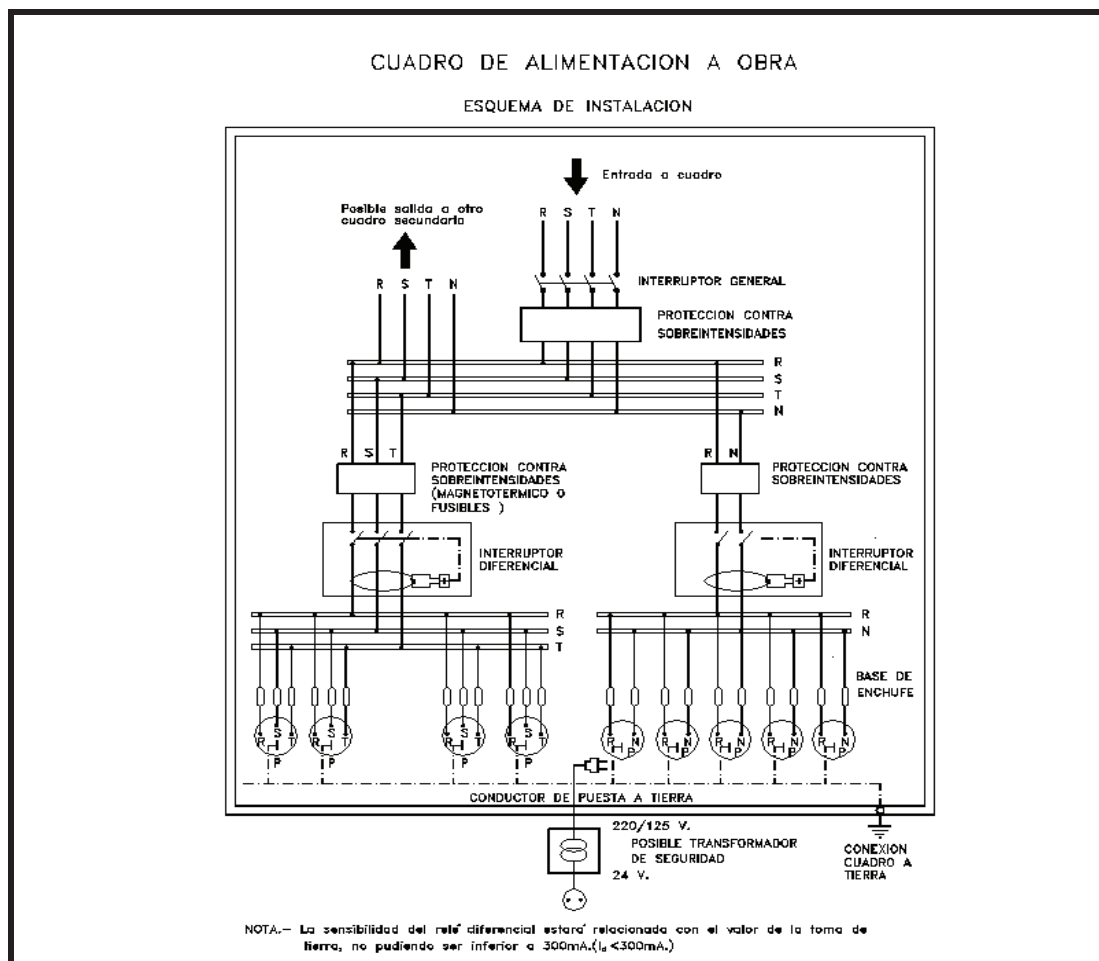 CUADRO DE ALIMENTACION A OBRA
ESQUEMA DE INSTALACION
Entrada a cuadro
Posible salida a otro
cuadro secundario
R S T N
R S T N
INTERRUPTOR GENERAL
PROTECCION CONTRA
SOBREINTENSIDADES
R
S
T
N
R S T
PROTECCION CONTRA
SOBREINTENSIDADES
(MAGNETOTERMICO O
FUSIBLES )
R N
PROTECCION CONTRA
SOBREINTENSIDADES
INTERRUPTOR
DIFERENCIAL
INTERRUPTOR
DIFERENCIAL
R
S
T
R
N
BASE DE
ENCHUFE
R S T P
R S T P
R S T P
R S T P
R N P
R N P
R N P
R N P
R N P
CONDUCTOR DE PUESTA A TIERRA
220/125 V.
POSIBLE TRANSFORMADOR
DE SEGURIDAD
24 V.
CONEXION
CUADRO A
TIERRA
NOTA.- La sensibilidad del relé diferencial estará relacionada con el valor de la toma de
tierra, no pudiendo ser inferior a 300mA.(Id <300mA.)